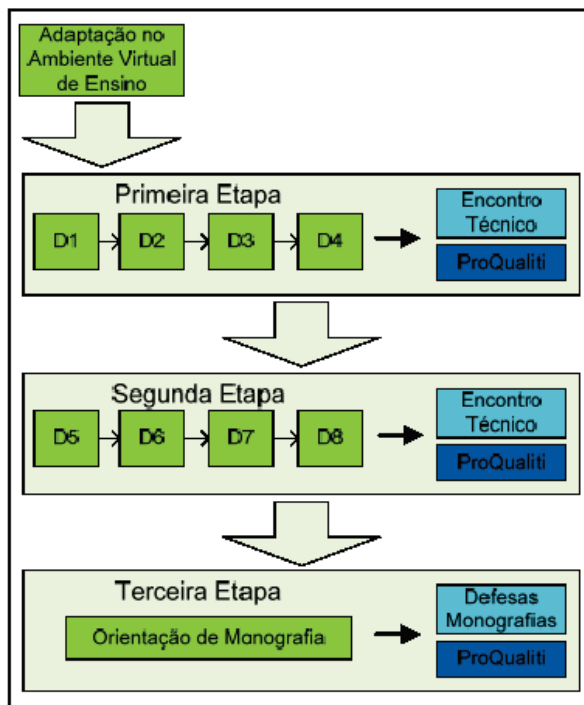 Adaptação no
Ambiente Virtual
de Ensino
Primeira Etapa
D1
D2
D3
D4
Encontro
Técnico
ProQualiti
Segunda Etapa
D5
D6
D7
D8
Encontro
Técnico
ProQualiti
Terceira Etapa
Orientação de Monografia
Defesas
Monografias
ProQualiti